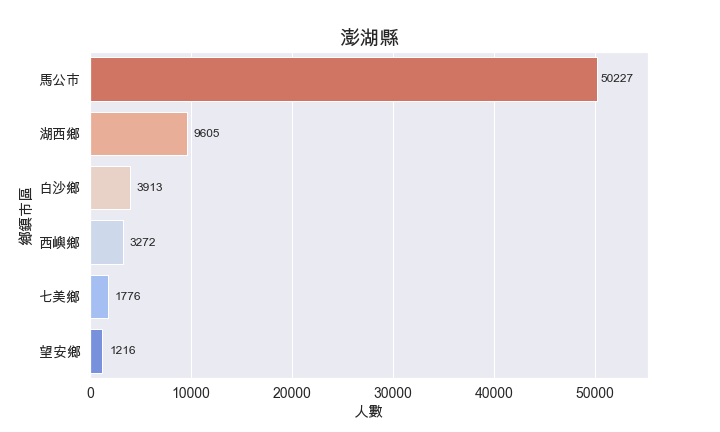 澎湖縣
鄉鎮市區
馬公市 50227
湖西鄉 9605
白沙鄉 3913
西嶼鄉 3272
七美鄉 1776
望安鄉 1216
0 10000 20000 30000 40000 50000
人數